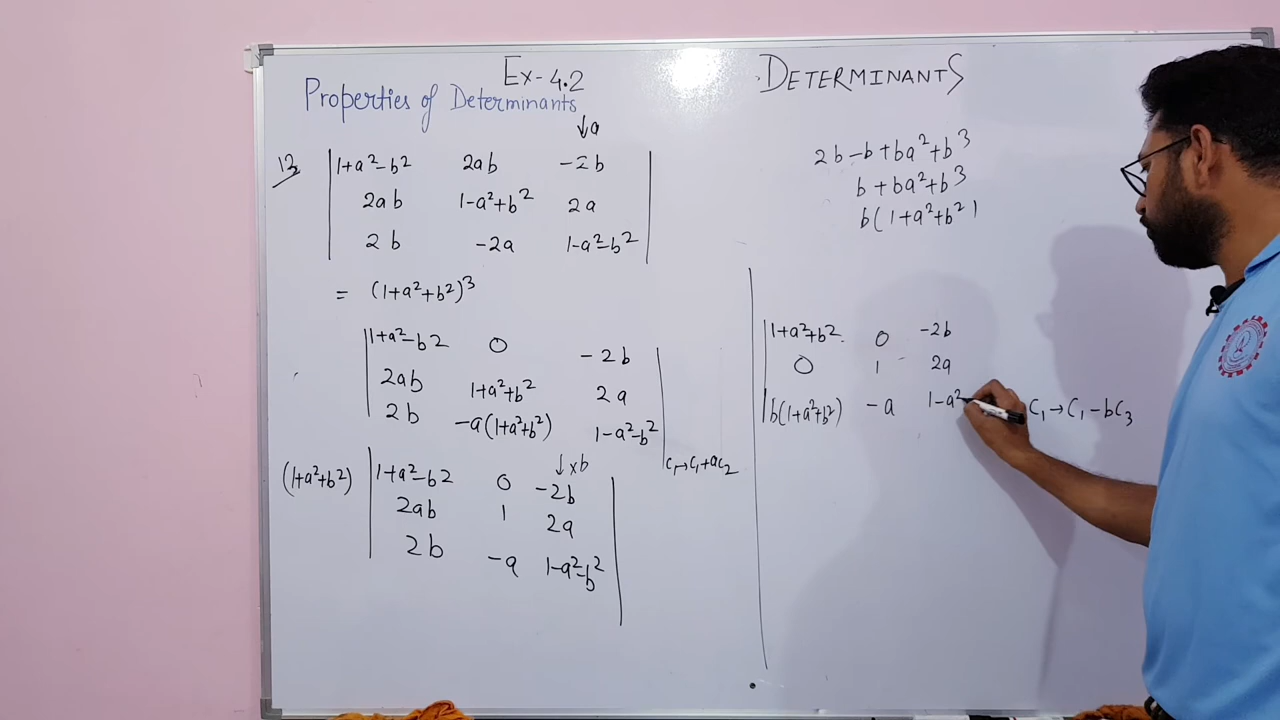 Ex-4.2
Properties of Determinants
↓a
13
1+a²-b² 2ab -2b
2ab 1-a²+b² 2a
2b -2a 1-a²-b²
= (1+a²+b²)³
1+a²-b² 0 -2b
2ab 1+a²+b² 2a
2b -a(1+a²+b²) 1-a²-b²
C₁→C₁+aC₂
(1+a²+b²)
↓×b
1+a²-b² 0 -2b
2ab 1 2a
2b -a 1-a²-b²
DETERMINANTS
2b-b+ba²+b³
b+ba²+b³
b(1+a²+b²)
1+a²+b² 0 -2b
0 1 2a
b(1+a²+b²) -a 1-a²
C₁→C₁-bC₃